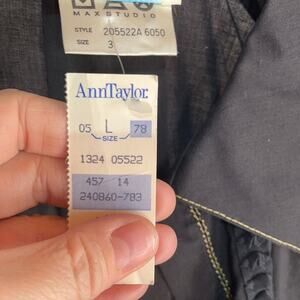 MAX STUDIO
STYLE 205522A 6050
SIZE 3
AnnTaylor
05 L 78
SIZE
1324 05522
457 14
240860-783